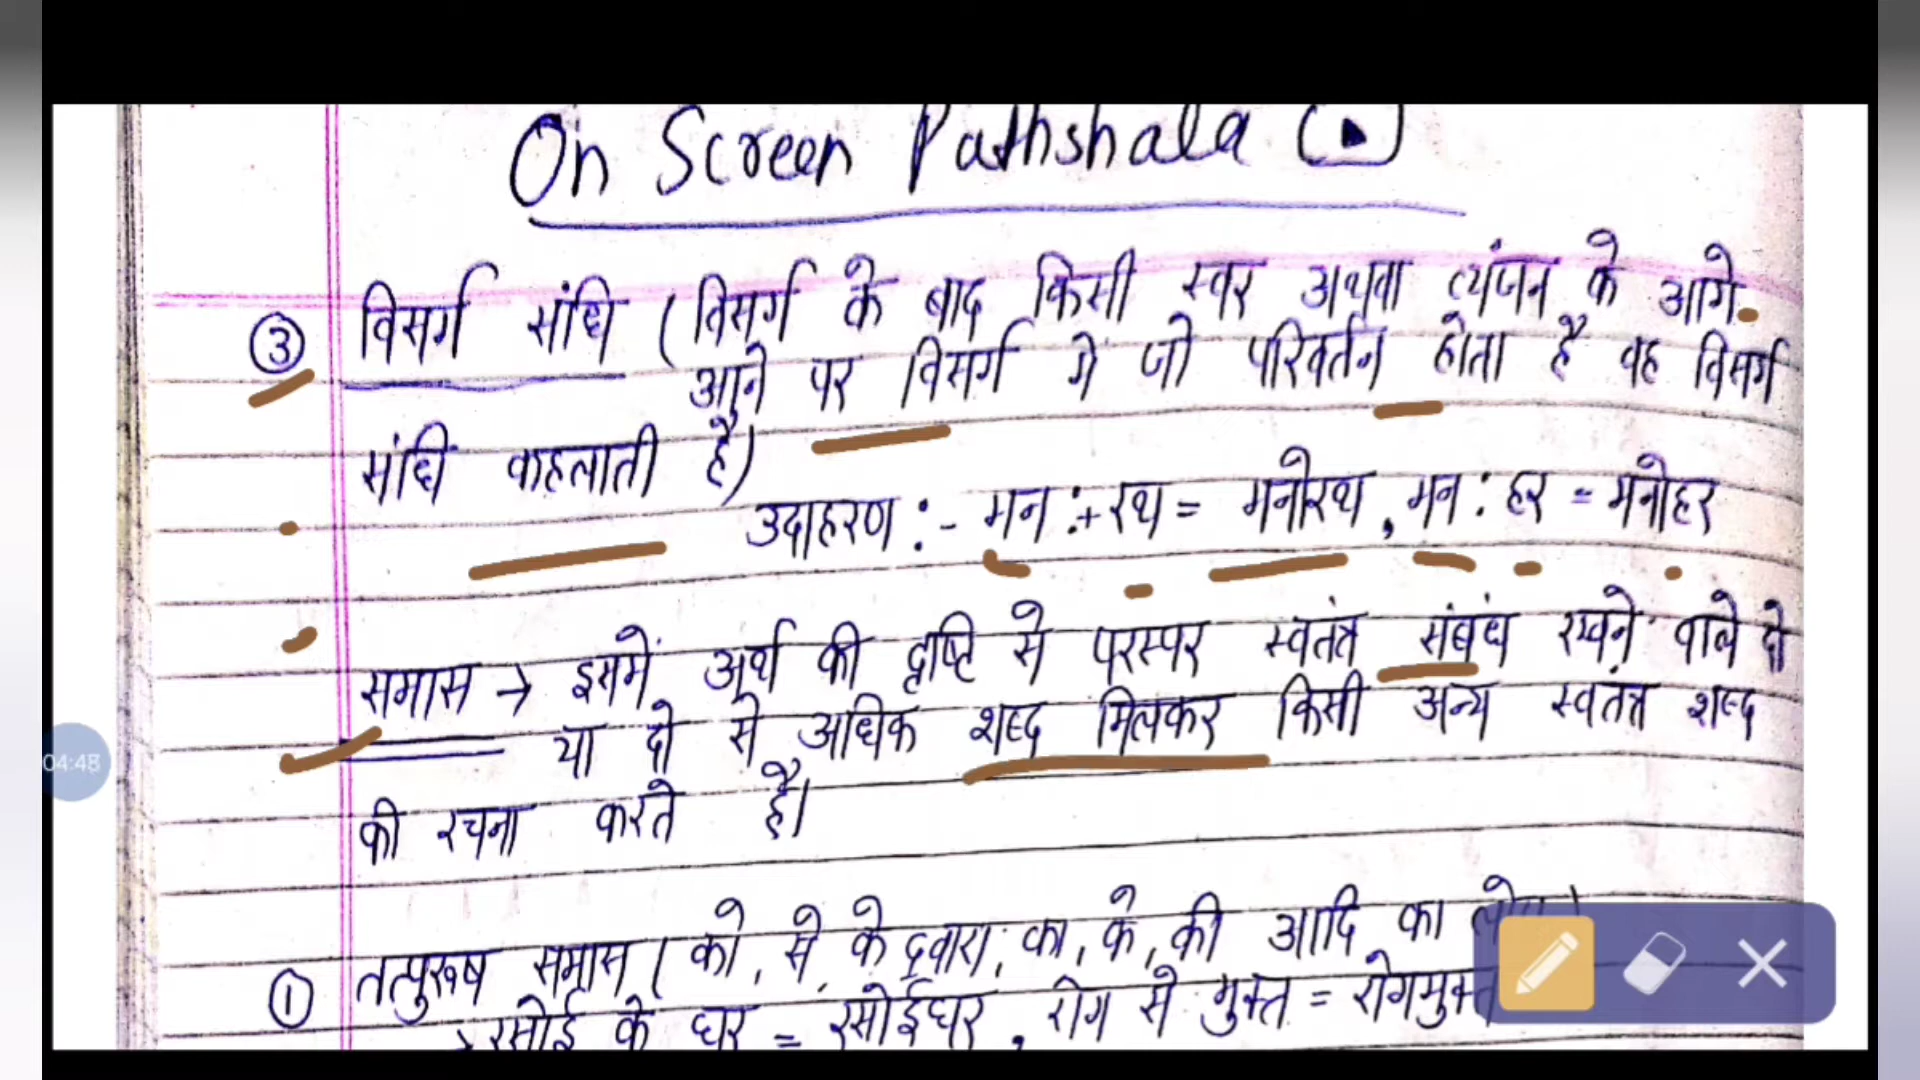 On Screen Pathshala
③ विसर्ग संधि (विसर्ग के बाद किसी स्वर अथवा व्यंजन के आगे
आने पर विसर्ग में जो परिवर्तन होता है वह विसर्ग
संधि कहलाती है)
उदाहरण :- मन : + रथ = मनोरथ , मन : हर = मनोहर
समास → इसमें अर्थ की दृष्टि से परस्पर स्वतंत्र संबंध रखने वाले दो
या दो से अधिक शब्द मिलकर किसी अन्य स्वतंत्र शब्द
की रचना करते है।
04:48
① तत्पुरूष समास ( को , से , के द्वारा , का , के , की आदि का
रसोई के घर = रसोईघर , रोग से मुक्त = रोगमुक्त